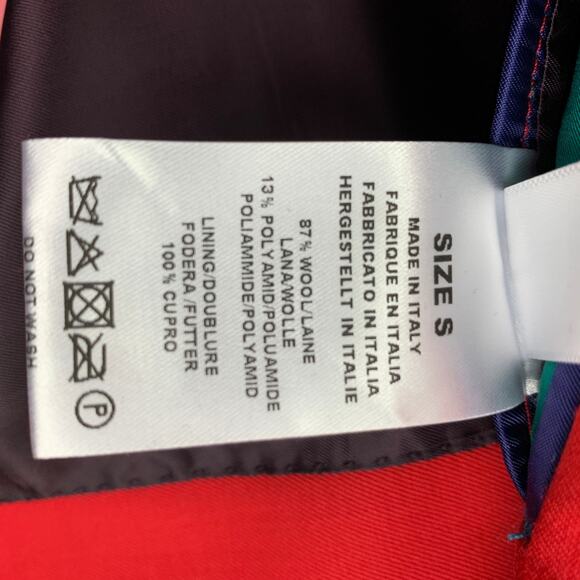 SIZE S
MADE IN ITALY
FABRIQUE EN ITALIA
FABBRICATO IN ITALIA
HERGESTELLT IN ITALIE
87% WOOL/LAINE
LANA/WOLLE
13% POLYAMID/POLUAMIDE
POLIAMMIDE/POLYAMID
LINING/DOUBLURE
FODERA/FUTTER
100% CUPRO
P
DO NOT WASH